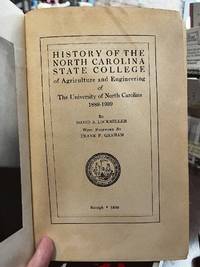 HISTORY OF THE
NORTH CAROLINA
STATE COLLEGE
of Agriculture and Engineering
of
The University of North Carolina
1889-1939
By
DAVID A. LOCKMILLER
With Foreword By
FRANK P. GRAHAM
Raleigh • 1939